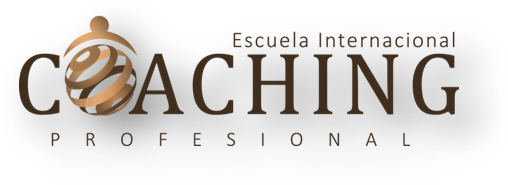 Escuela Internacional
COACHING
PROFESIONAL